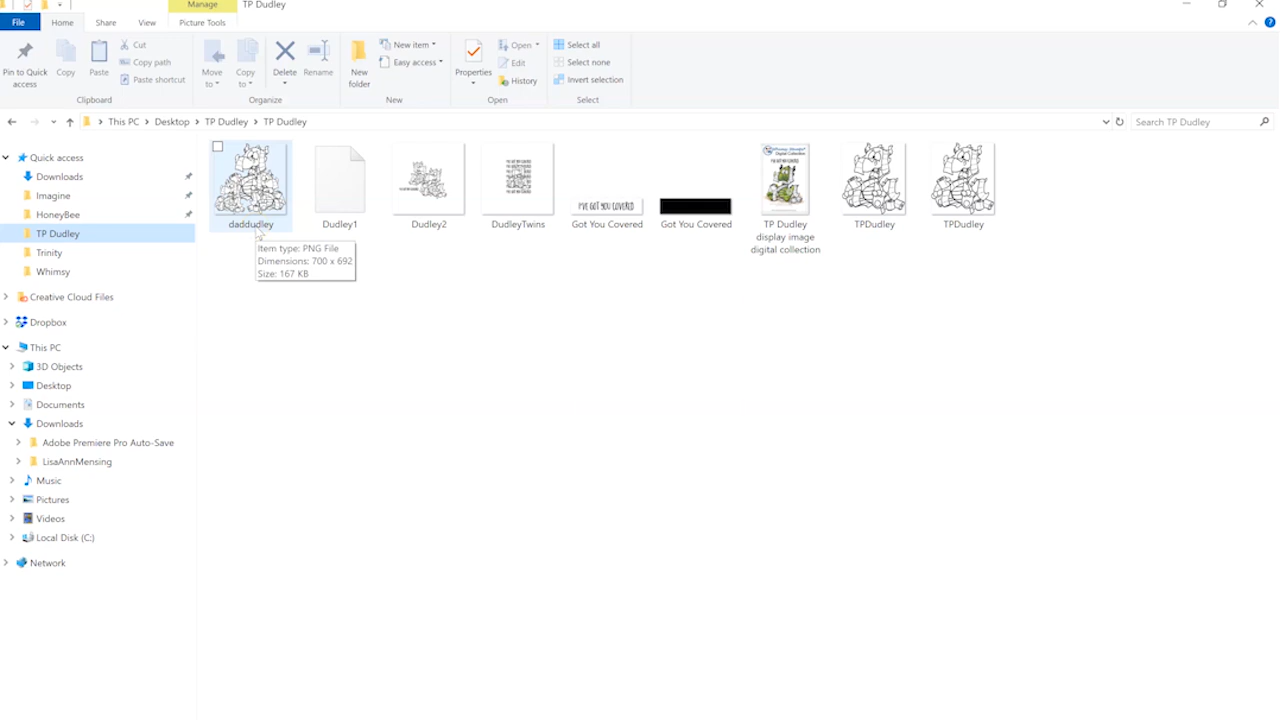 Manage
TP Dudley
File
Home
Share
View
Picture Tools
Pin to Quick access
Copy
Paste
Cut
Copy path
Paste shortcut
Clipboard
Move to
Copy to
Delete
Rename
Organize
New folder
New item
Easy access
New
Properties
Open
Edit
History
Open
Select all
Select none
Invert selection
Select
This PC > Desktop > TP Dudley > TP Dudley
Search TP Dudley
Quick access
Downloads
Imagine
HoneyBee
TP Dudley
Trinity
Whimsy
Creative Cloud Files
Dropbox
This PC
3D Objects
Desktop
Documents
Downloads
Adobe Premiere Pro Auto-Save
LisaAnnMensing
Music
Pictures
Videos
Local Disk (C:)
Network
I'VE GOT YOU COVERED
Digital Collection
I'VE GOT YOU COVERED
daddudley
Dudley1
Dudley2
DudleyTwins
Got You Covered
Got You Covered
TP Dudley display image digital collection
TPDudley
TPDudley
Item type: PNG File
Dimensions: 700 x 692
Size: 167 KB